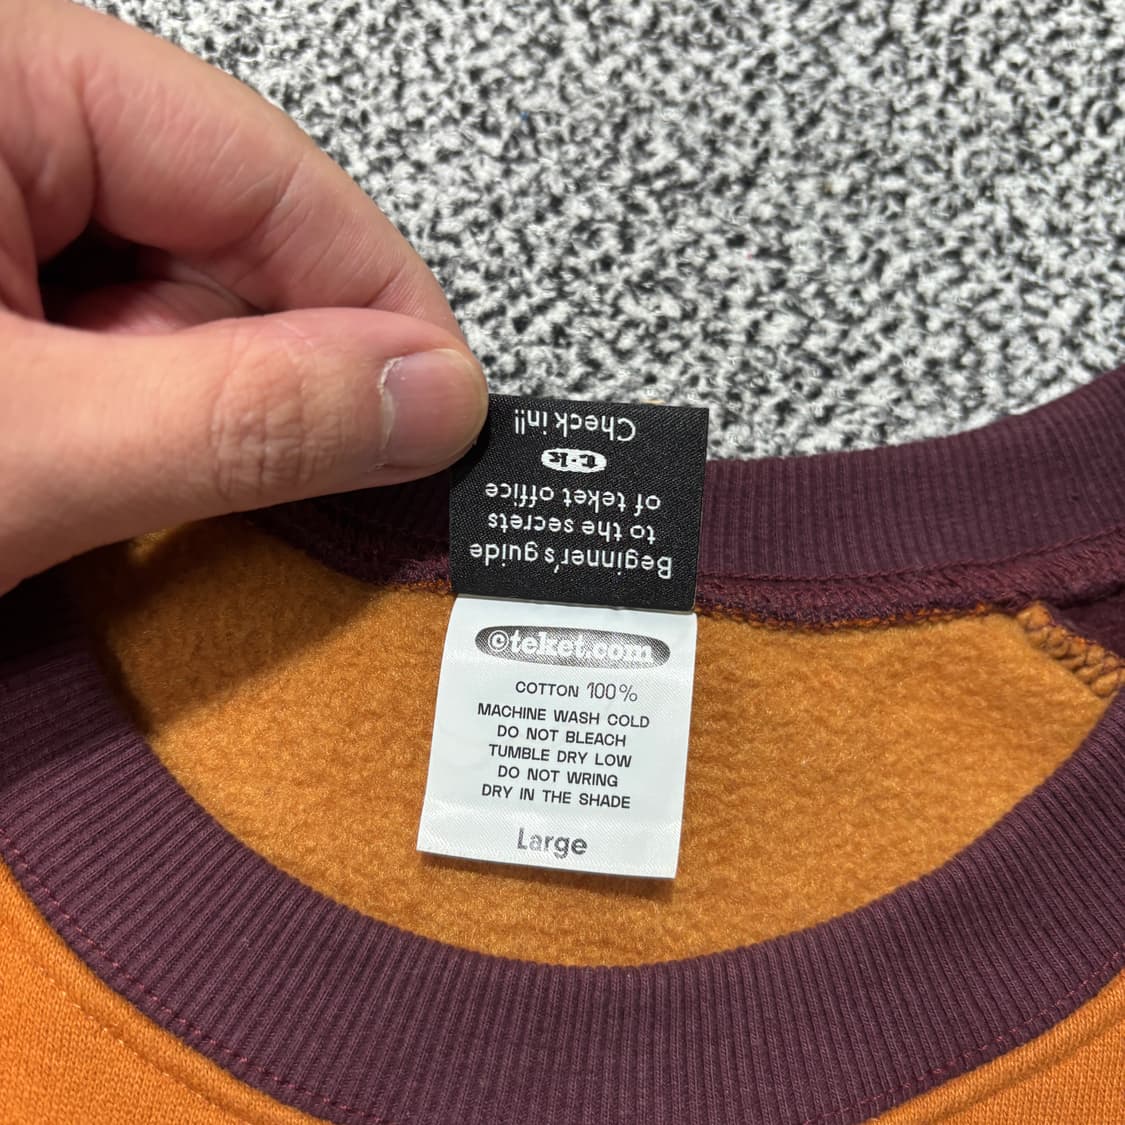 Beginner's guide
to the secrets
of teket office
t·k
Check in!!
©teket.com
COTTON 100%
MACHINE WASH COLD
DO NOT BLEACH
TUMBLE DRY LOW
DO NOT WRING
DRY IN THE SHADE
Large